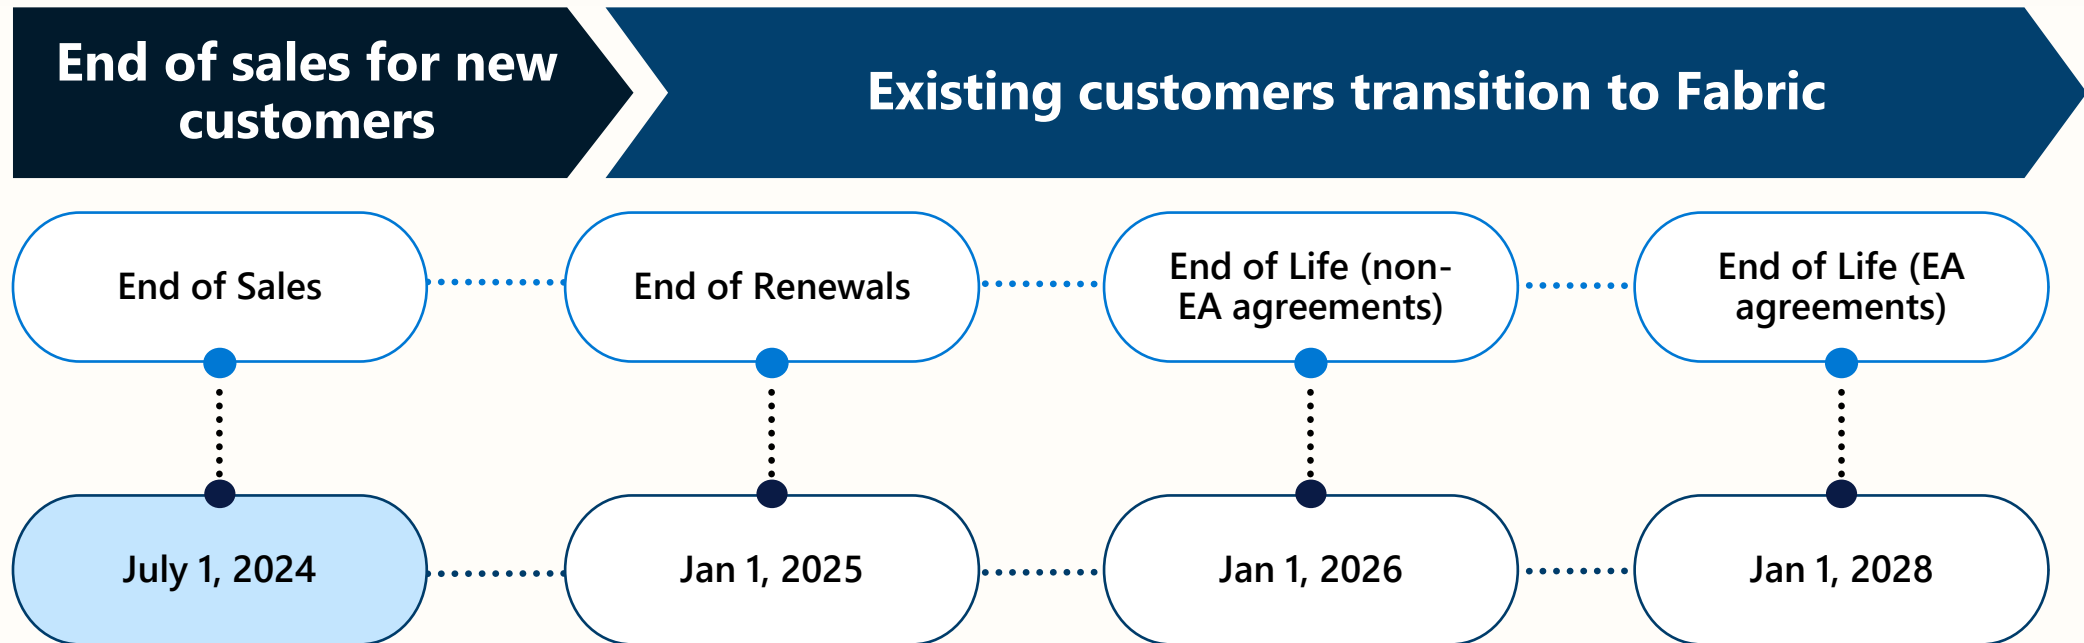 End of sales for new
customers
Existing customers transition to Fabric
End of Sales
End of Renewals
End of Life (non-
EA agreements)
End of Life (EA
agreements)
July 1, 2024
Jan 1, 2025
Jan 1, 2026
Jan 1, 2028